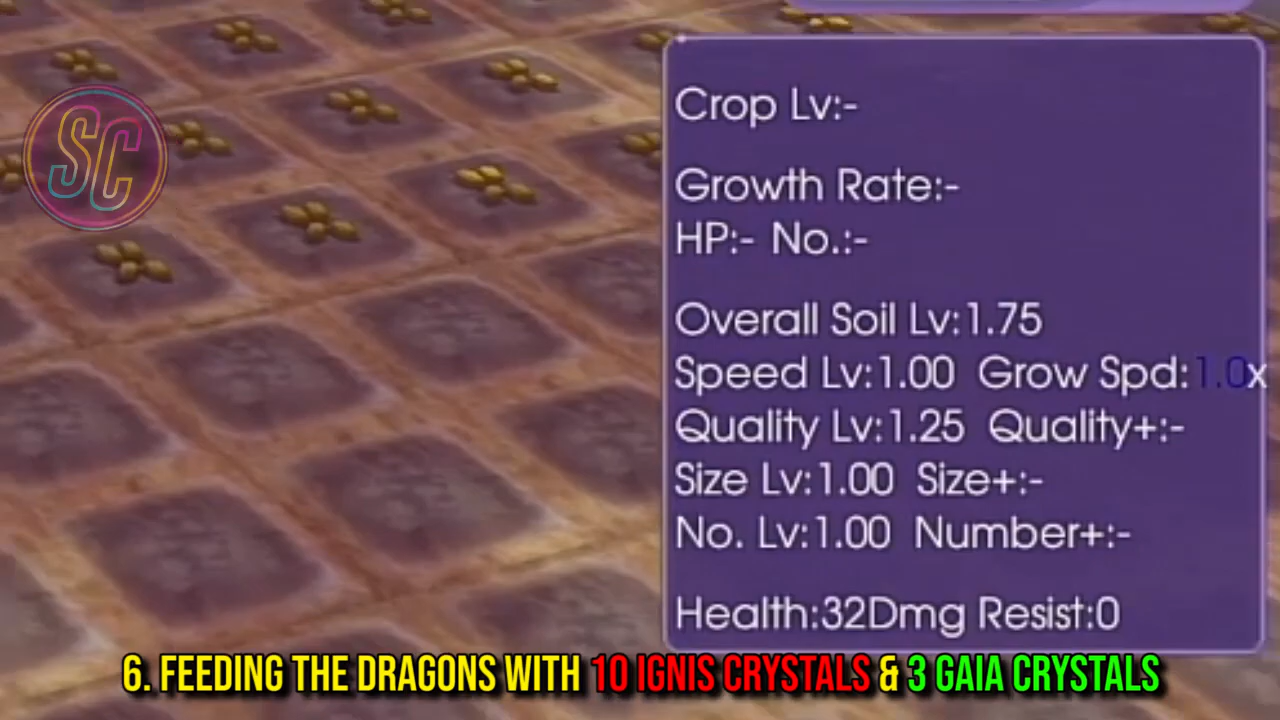 SC
Crop Lv:-
Growth Rate:-
HP:- No.:-
Overall Soil Lv:1.75
Speed Lv:1.00 Grow Spd:1.0x
Quality Lv:1.25 Quality+:-
Size Lv:1.00 Size+:-
No. Lv:1.00 Number+:-
Health:32Dmg Resist:0
6. FEEDING THE DRAGONS WITH 10 IGNIS CRYSTALS & 3 GAIA CRYSTALS